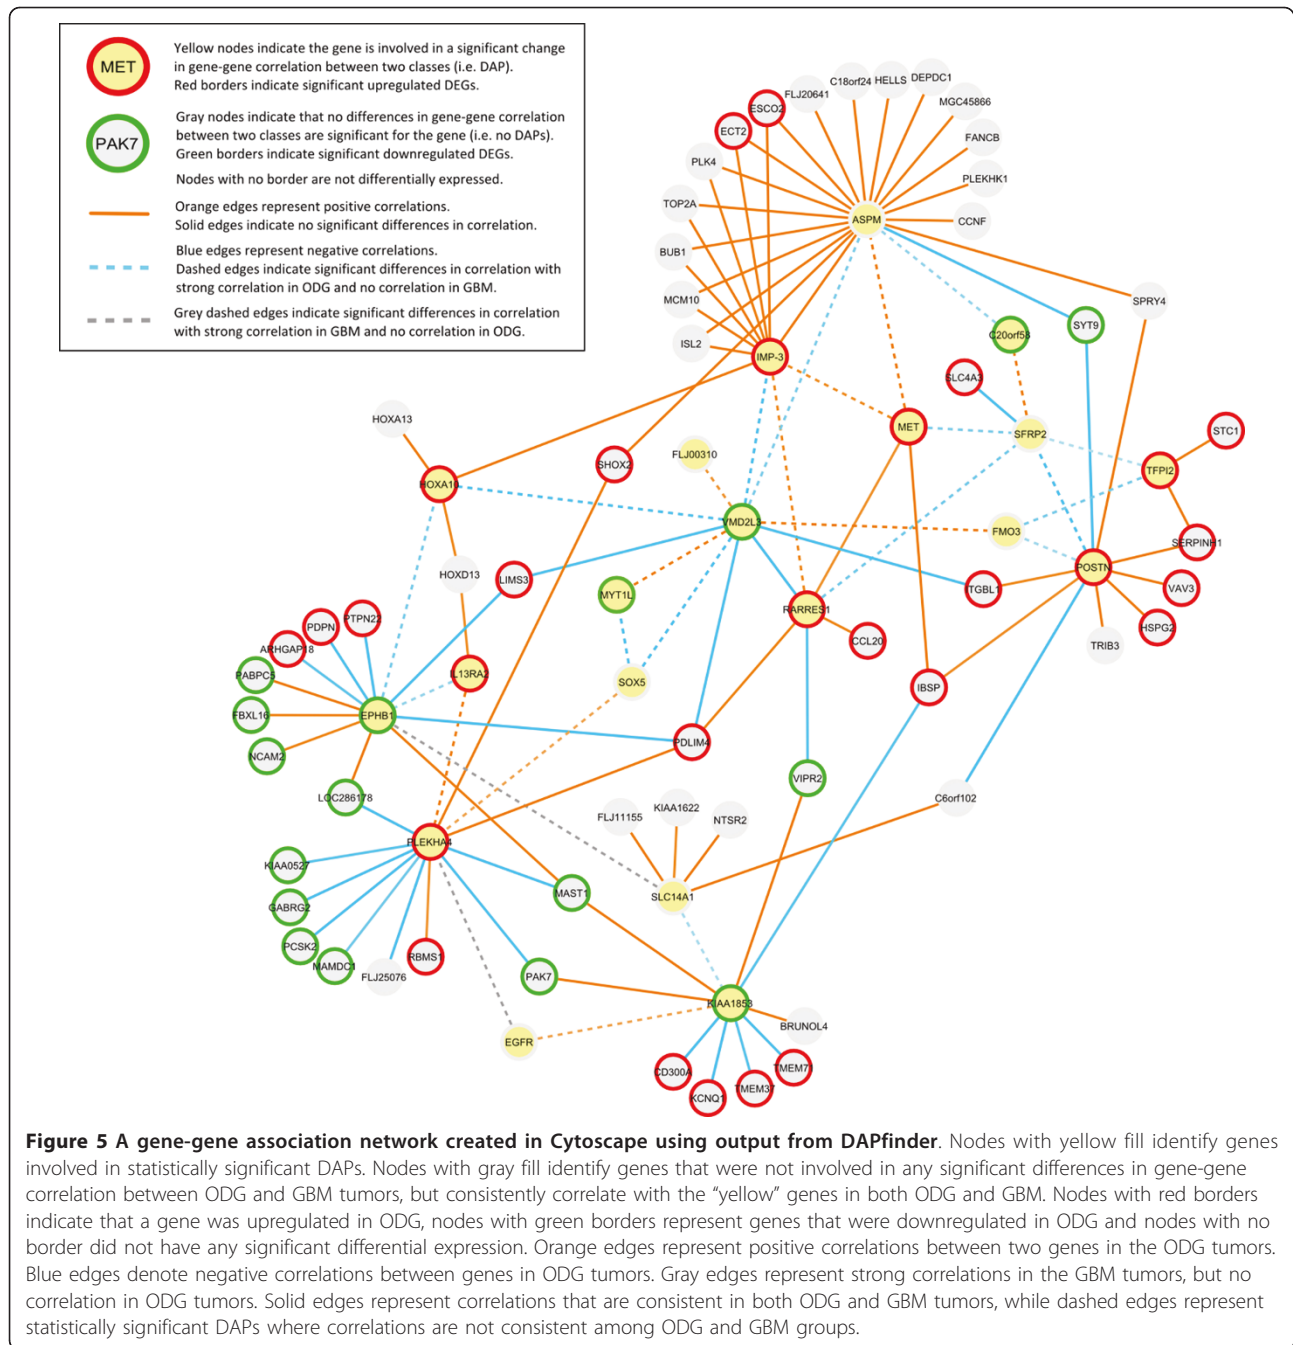 MET
Yellow nodes indicate the gene is involved in a significant change
in gene-gene correlation between two classes (i.e. DAP).
Red borders indicate significant upregulated DEGs.
PAK7
Gray nodes indicate that no differences in gene-gene correlation
between two classes are significant for the gene (i.e. no DAPs).
Green borders indicate significant downregulated DEGs.
Nodes with no border are not differentially expressed.
Orange edges represent positive correlations.
Solid edges indicate no significant differences in correlation.
Blue edges represent negative correlations.
Dashed edges indicate significant differences in correlation with
strong correlation in ODG and no correlation in GBM.
Grey dashed edges indicate significant differences in correlation
with strong correlation in GBM and no correlation in ODG.
C18orf24
HELLS
DEPDC1
FLJ20641
MGC45866
ESCO2
ECT2
FANCB
PLK4
PLEKHK1
TOP2A
ASPM
CCNF
BUB1
MCM10
SPRY4
SYT9
C20orf58
ISL2
IMP-3
SLC4A3
HOXA13
MET
SFRP2
STC1
FLJ00310
SHOX2
TFPI2
HOXA10
VMD2L3
FMO3
SERPINH1
HOXD13
LIMS3
POSTN
MYT1L
TGBL1
VAV3
RARRES1
PTPN22
PDPN
HSPG2
CCL20
TRIB3
ARHGAP18
PABPC5
IL13RA2
SOX5
IBSP
FBXL16
EPHB1
PDLIM4
NCAM2
VIPR2
LOC286178
C6orf102
KIAA1622
FLJ11155
NTSR2
PLEKHA4
KIAA0527
MAST1
SLC14A1
GABRG2
PCSK2
RBMS1
MAMDC1
FLJ25076
PAK7
KIAA1853
BRUNOL4
EGFR
CD300A
TMEM71
TMEM37
KCNQ1
Figure 5 A gene-gene association network created in Cytoscape using output from DAPfinder. Nodes with yellow fill identify genes
involved in statistically significant DAPs. Nodes with gray fill identify genes that were not involved in any significant differences in gene-gene
correlation between ODG and GBM tumors, but consistently correlate with the “yellow” genes in both ODG and GBM. Nodes with red borders
indicate that a gene was upregulated in ODG, nodes with green borders represent genes that were downregulated in ODG and nodes with no
border did not have any significant differential expression. Orange edges represent positive correlations between two genes in the ODG tumors.
Blue edges denote negative correlations between genes in ODG tumors. Gray edges represent strong correlations in the GBM tumors, but no
correlation in ODG tumors. Solid edges represent correlations that are consistent in both ODG and GBM tumors, while dashed edges represent
statistically significant DAPs where correlations are not consistent among ODG and GBM groups.